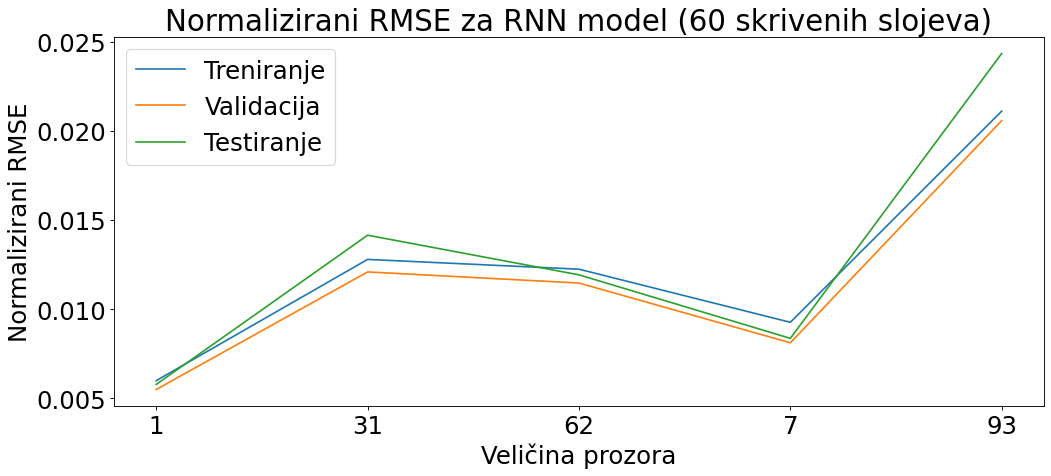 Normalizirani RMSE za RNN model (60 skrivenih slojeva)
Normalizirani RMSE
0.025
0.020
0.015
0.010
0.005
Treniranje
Validacija
Testiranje
1 31 62 7 93
Veličina prozora